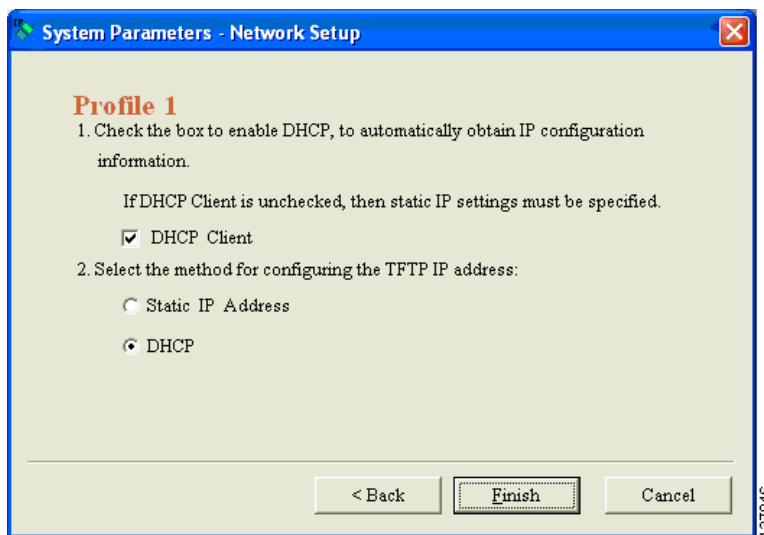 System Parameters - Network Setup
Profile 1
1. Check the box to enable DHCP, to automatically obtain IP configuration
information.
If DHCP Client is unchecked, then static IP settings must be specified.
DHCP Client
2. Select the method for configuring the TFTP IP address:
Static IP Address
DHCP
< Back
Finish
Cancel